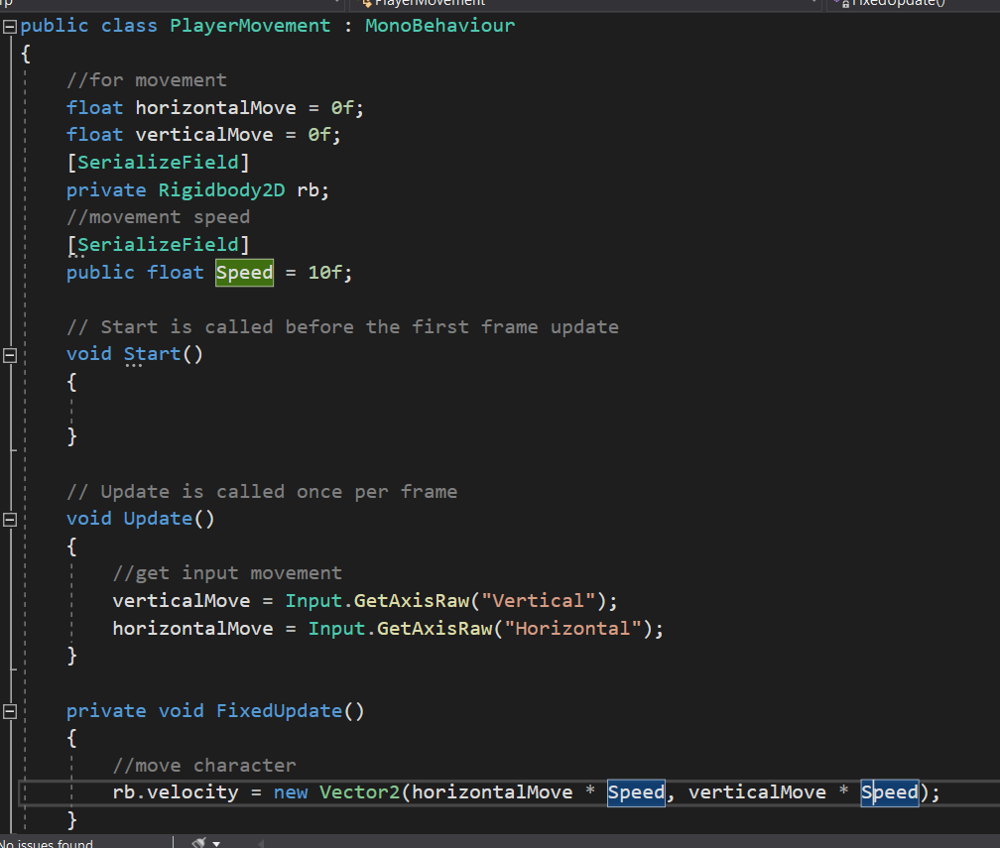 PlayerMovement
FixedUpdate()
public class PlayerMovement : MonoBehaviour
{
//for movement
float horizontalMove = 0f;
float verticalMove = 0f;
[SerializeField]
private Rigidbody2D rb;
//movement speed
[SerializeField]
public float Speed = 10f;
// Start is called before the first frame update
void Start()
{
}
// Update is called once per frame
void Update()
{
//get input movement
verticalMove = Input.GetAxisRaw("Vertical");
horizontalMove = Input.GetAxisRaw("Horizontal");
}
private void FixedUpdate()
{
//move character
rb.velocity = new Vector2(horizontalMove * Speed, verticalMove * Speed);
}
No issues found